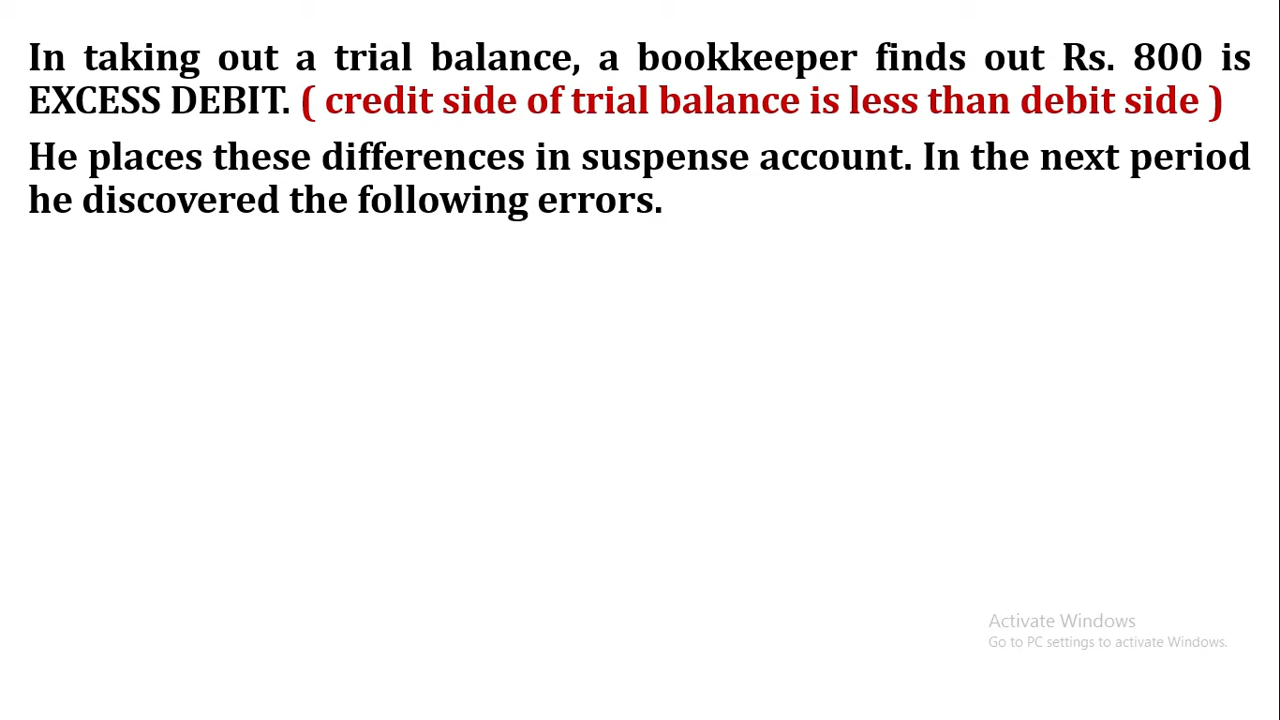 In taking out a trial balance, a bookkeeper finds out Rs. 800 is
EXCESS DEBIT. ( credit side of trial balance is less than debit side )
He places these differences in suspense account. In the next period
he discovered the following errors.
Activate Windows
Go to PC settings to activate Windows.